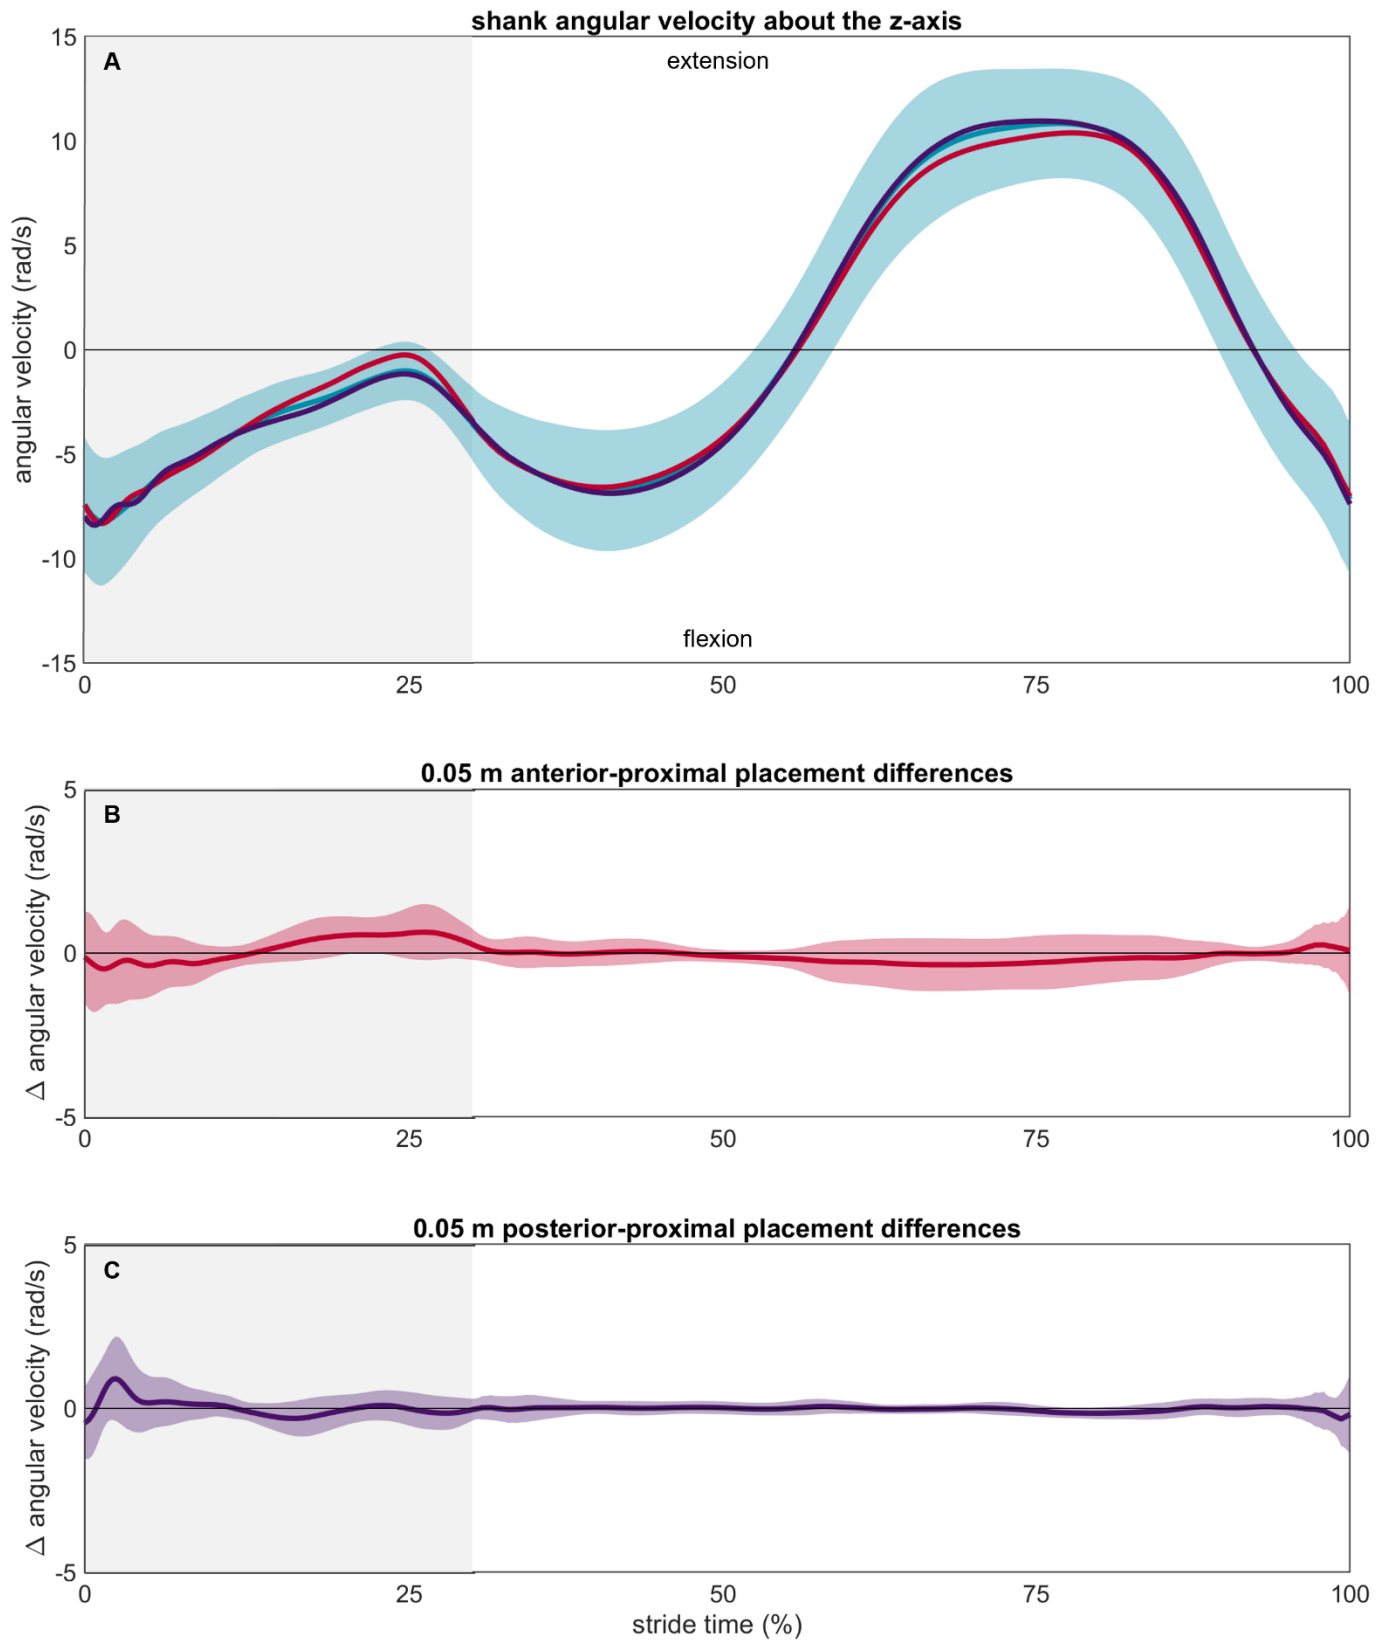 shank angular velocity about the z-axis
15
A
extension
10
5
0
-5
-10
flexion
-15
angular velocity (rad/s)
0 25 50 75 100
0.05 m anterior-proximal placement differences
5
B
0
-5
Δ angular velocity (rad/s)
0 25 50 75 100
0.05 m posterior-proximal placement differences
5
C
0
-5
Δ angular velocity (rad/s)
0 25 50 75 100
stride time (%)